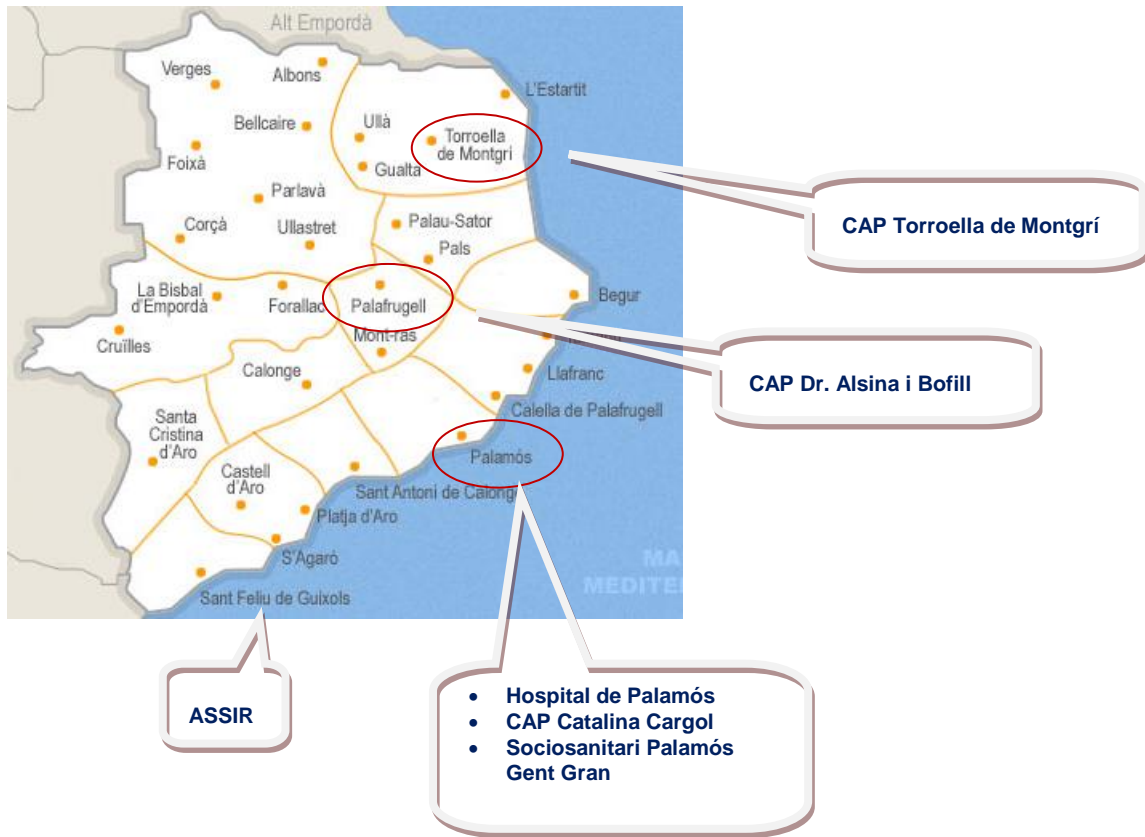 Alt Empordà
Verges
Albons
L'Estartit
Bellcaire
Ullà
Torroella
de Montgrí
Foixà
Gualta
Parlavà
Corçà
Ullastret
Palau-Sator
Pals
CAP Torroella de Montgrí
La Bisbal
d'Empordà
Forallac
Palafrugell
Begur
Cruïlles
Mont-ras
Calonge
Llafranc
CAP Dr. Alsina i Bofill
Calella de Palafrugell
Santa
Cristina
d'Aro
Palamós
Castell
d'Aro
Sant Antoni de Calonge
Platja d'Aro
S'Agaró
Sant Feliu de Guíxols
ASSIR
• Hospital de Palamós
• CAP Catalina Cargol
• Sociosanitari Palamós
Gent Gran